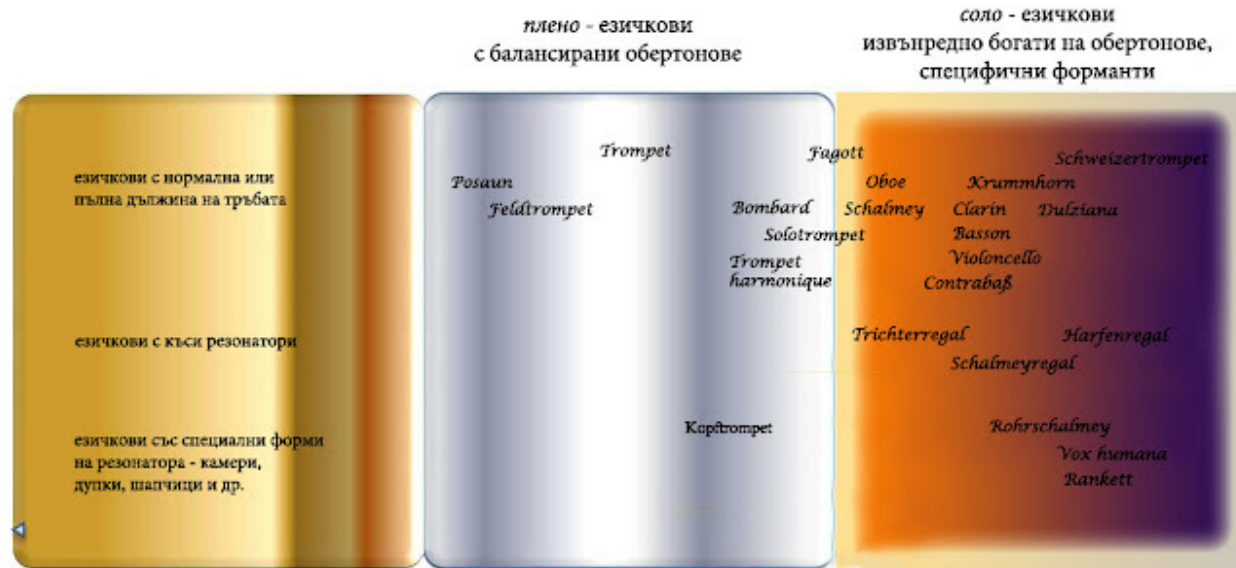 плено - езичкови
с балансирани обертонове
соло - езичкови
извънредно богати на обертонове,
специфични форманти
езичкови с нормална или
пълна дължина на тръбата
Trompet
Fagott
Schweizertrompet
Posaun
Oboe
Krummhorn
Feldtrompet
Bombard
Schalmey
Clarin
Dulziana
Solotrompet
Basson
Trompet
harmonique
Violoncello
Contrabaß
езичкови с къси резонатори
Trichterregal
Harfenregal
Schalmeyregal
езичкови със специални форми
на резонатора - камери,
дупки, шапчици и др.
Kopftrompet
Rohrschalmey
Vox humana
Rankett